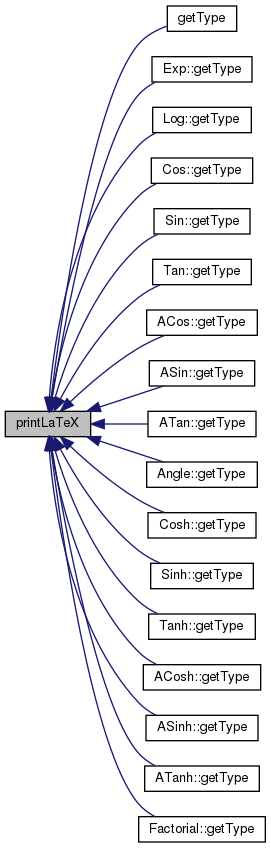 getType
Exp::getType
Log::getType
Cos::getType
Sin::getType
Tan::getType
ACos::getType
ASin::getType
printLaTeX
ATan::getType
Angle::getType
Cosh::getType
Sinh::getType
Tanh::getType
ACosh::getType
ASinh::getType
ATanh::getType
Factorial::getType